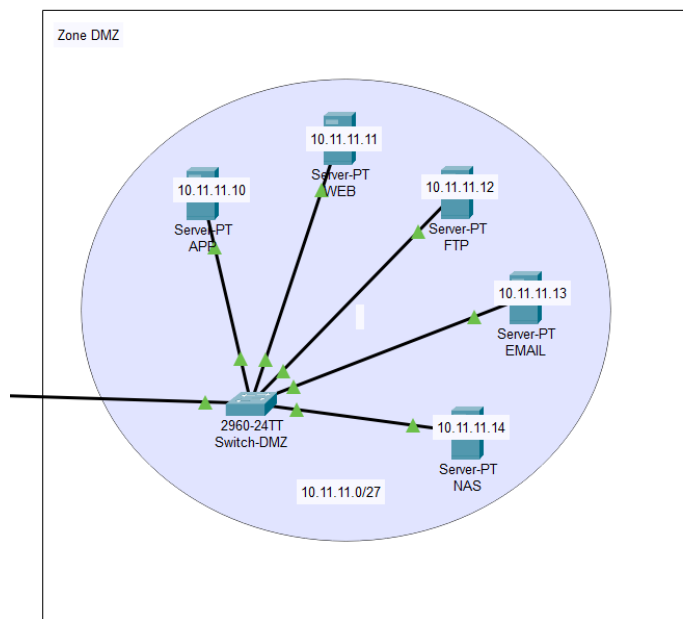 Zone DMZ
10.11.11.11
Server-PT
WEB
10.11.11.10
Server-PT
APP
10.11.11.12
Server-PT
FTP
10.11.11.13
Server-PT
EMAIL
2960-24TT
Switch-DMZ
10.11.11.14
Server-PT
NAS
10.11.11.0/27